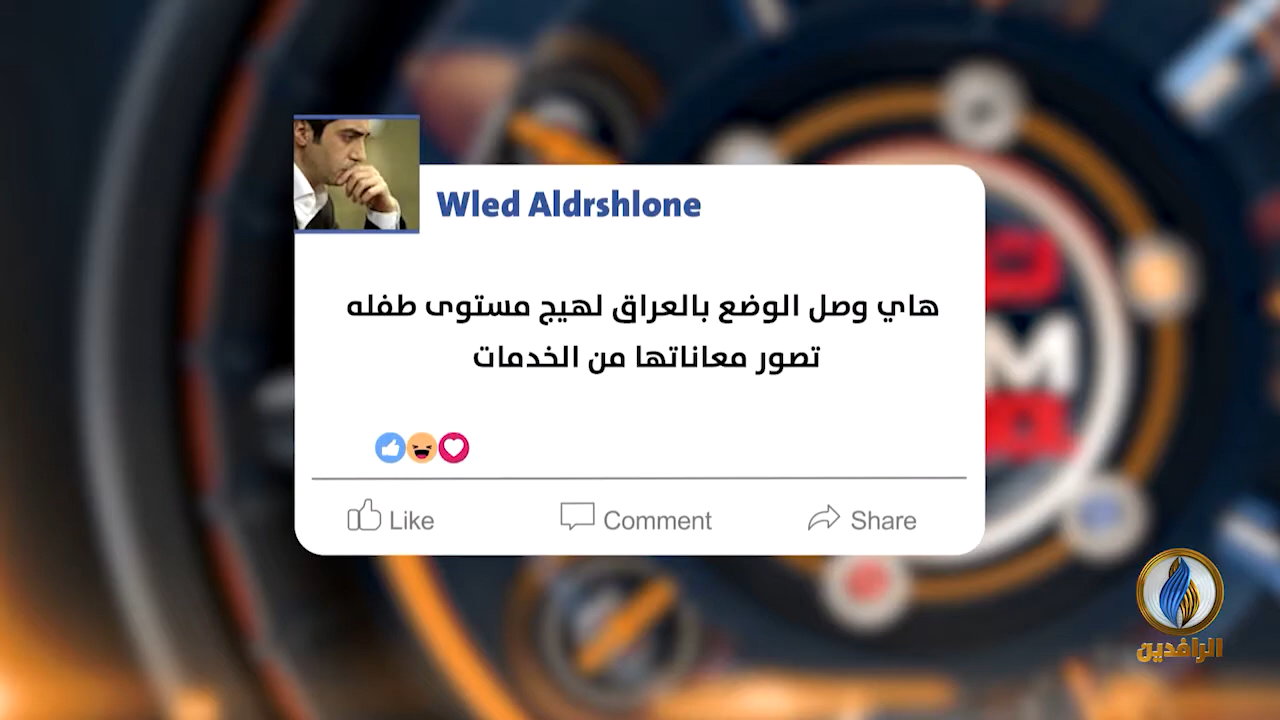 Wled Aldrshlone
هاي وصل الوضع بالعراق لهيج مستوى طفله
تصور معاناتها من الخدمات
Like
Comment
Share
الرافدين